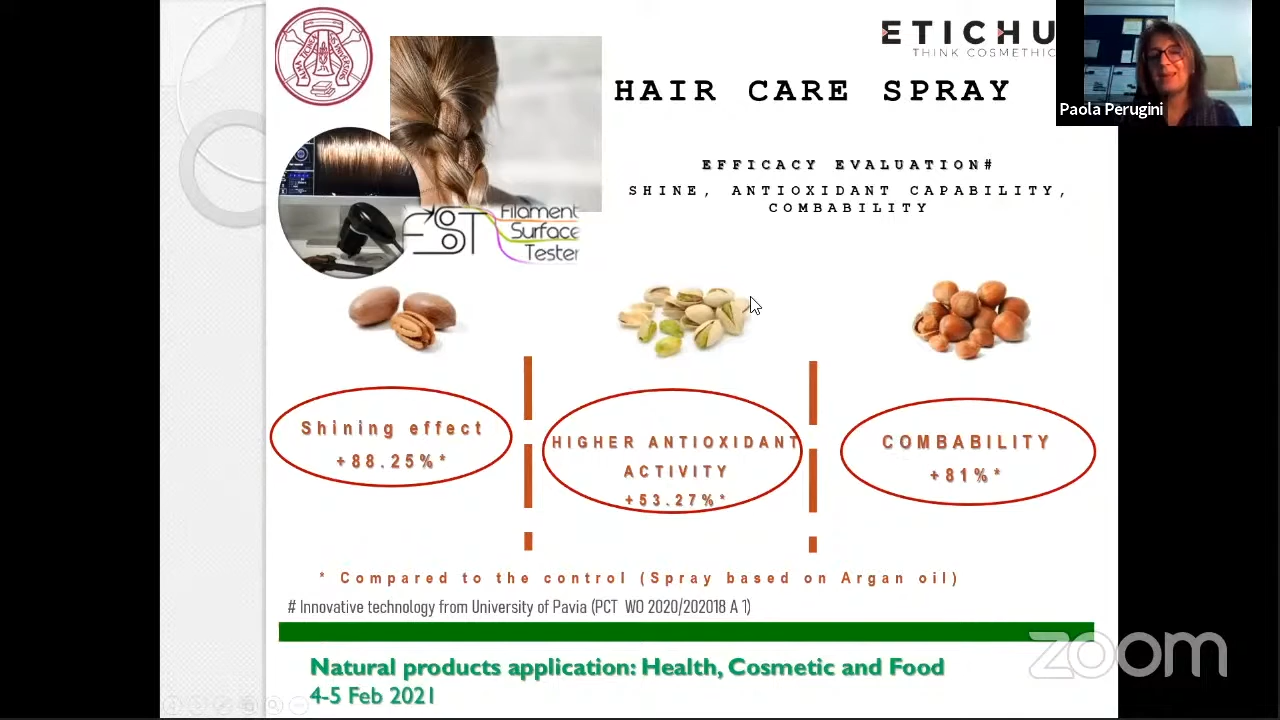 ETICHU
THINK COSMETHIC
Paola Perugini
HAIR CARE SPRAY
EFFICACY EVALUATION#
SHINE, ANTIOXIDANT CAPABILITY,
COMBABILITY
FST
Filament
Surface
Tester
Shining effect
+88.25%*
HIGHER ANTIOXIDANT
ACTIVITY
+53.27%*
COMBABILITY
+81%*
* Compared to the control (Spray based on Argan oil)
# Innovative technology from University of Pavia (PCT WO 2020/202018 A 1)
Natural products application: Health, Cosmetic and Food
4-5 Feb 2021
zoom